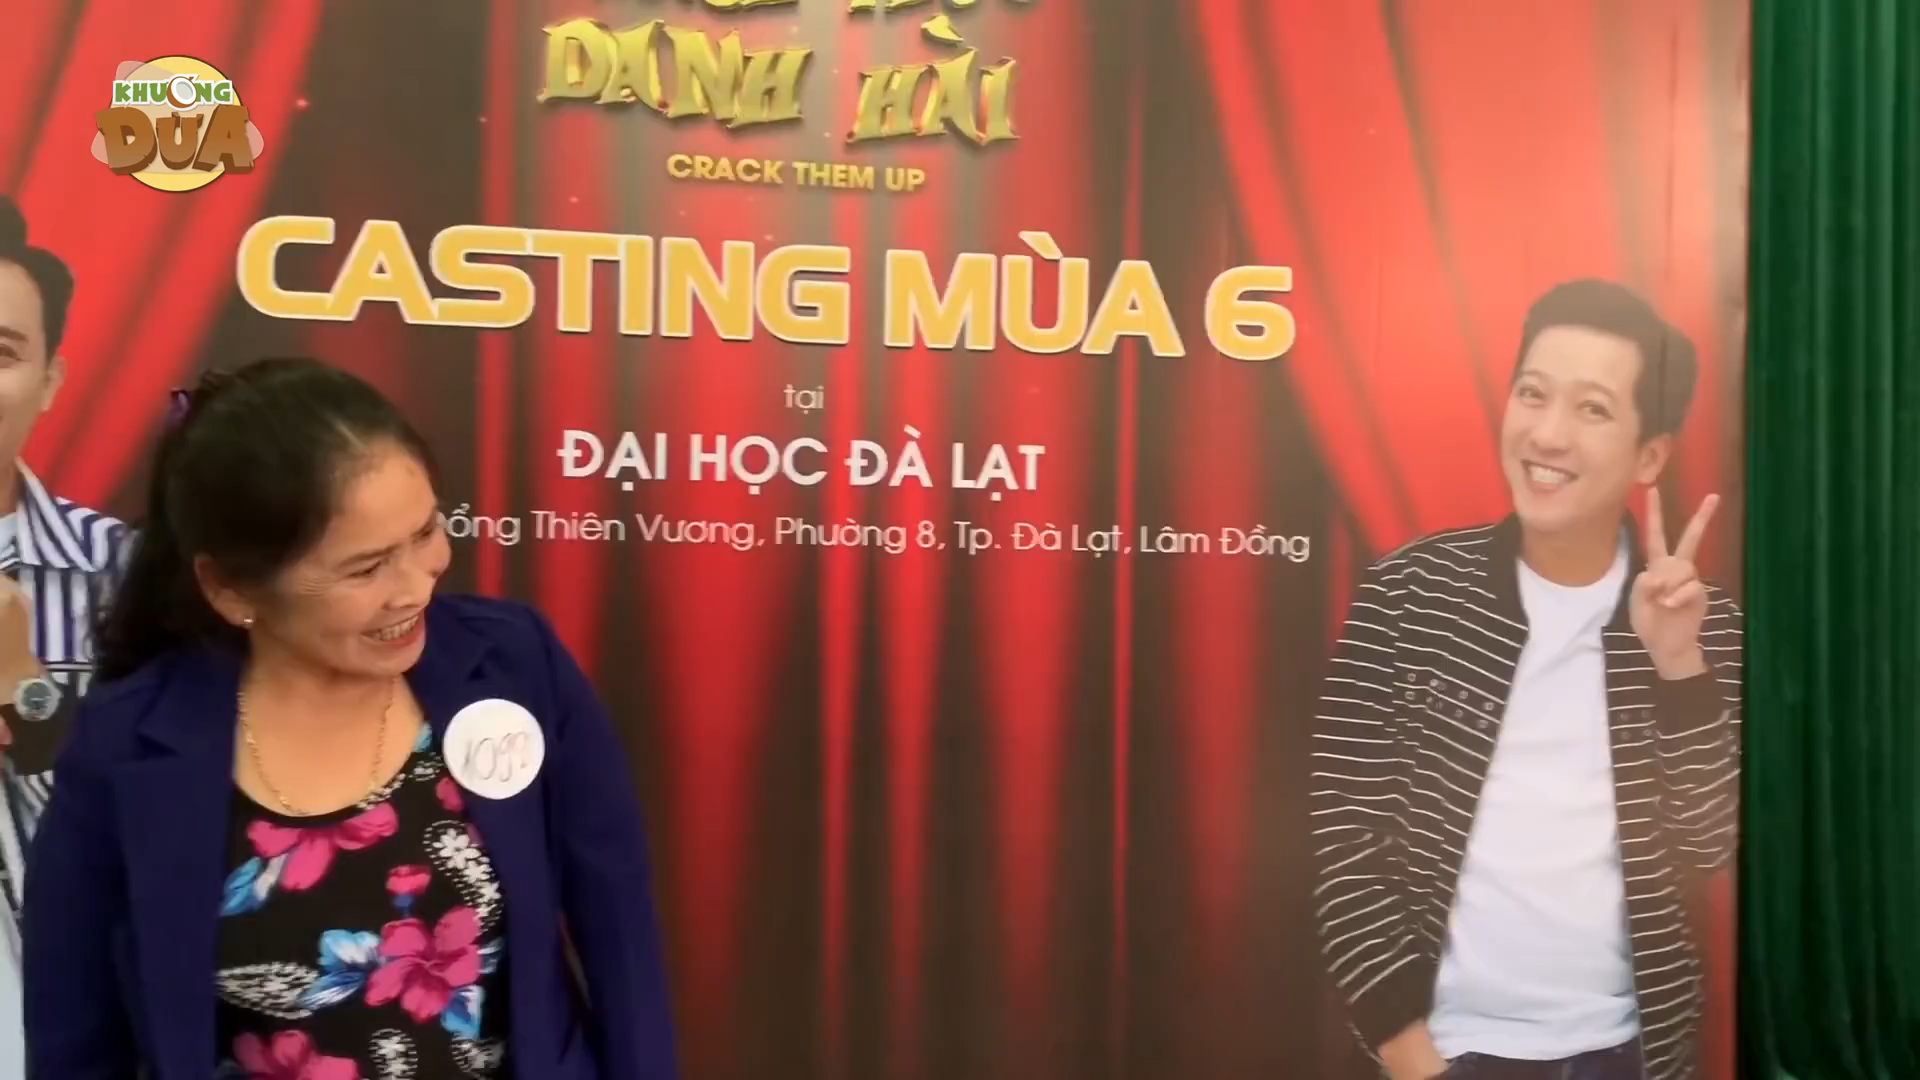 KHƯƠNG
DỪA
DANH HÀI
CRACK THEM UP
CASTING MÙA 6
tại
ĐẠI HỌC ĐÀ LẠT
Thiên Vương, Phường 8, Tp. Đà Lạt, Lâm Đồng